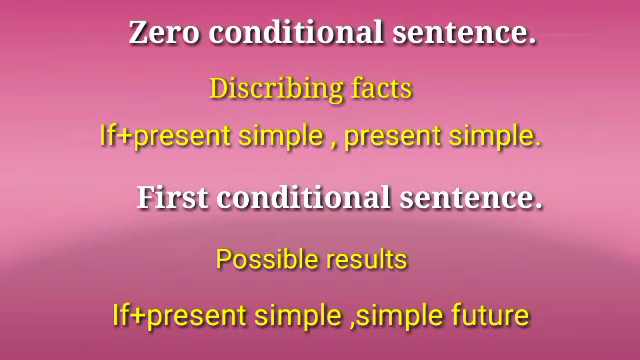 Zero conditional sentence.
Discribing facts
If+present simple , present simple.
First conditional sentence.
Possible results
If+present simple ,simple future